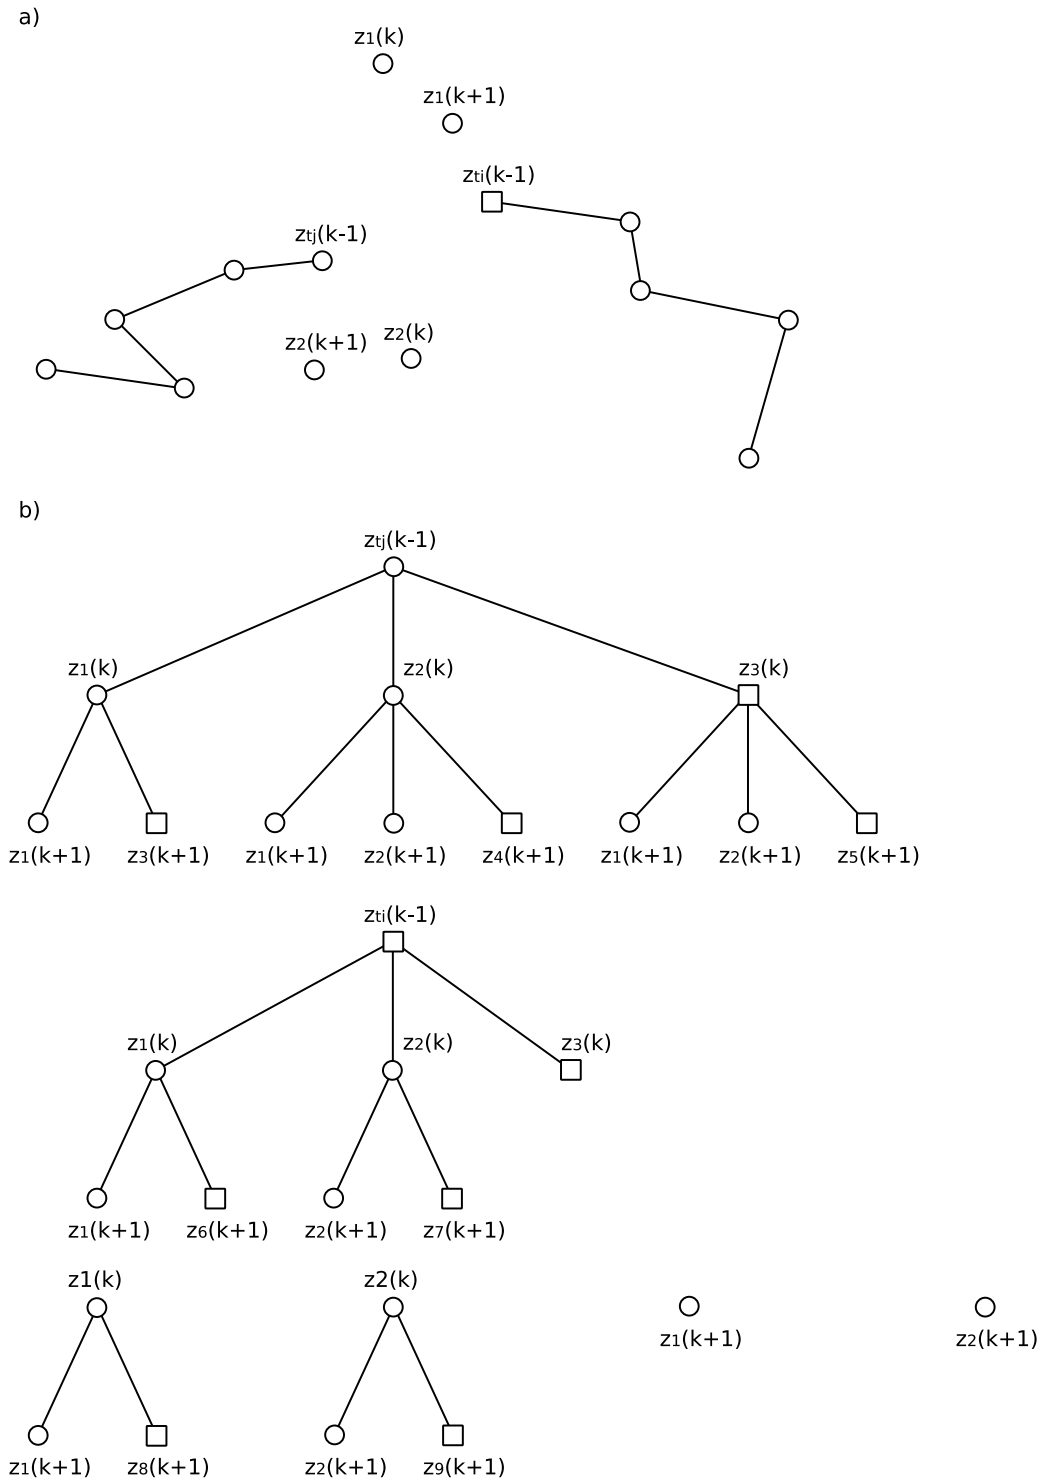 a)
z1(k)
z1(k+1)
zti(k-1)
ztj(k-1)
z2(k+1) z2(k)
b)
ztj(k-1)
z1(k) z2(k) z3(k)
z1(k+1) z3(k+1) z1(k+1) z2(k+1) z4(k+1) z1(k+1) z2(k+1) z5(k+1)
zti(k-1)
z1(k) z2(k) z3(k)
z1(k+1) z6(k+1) z2(k+1) z7(k+1)
z1(k) z2(k)
z1(k+1) z2(k+1)
z1(k+1) z8(k+1) z2(k+1) z9(k+1)